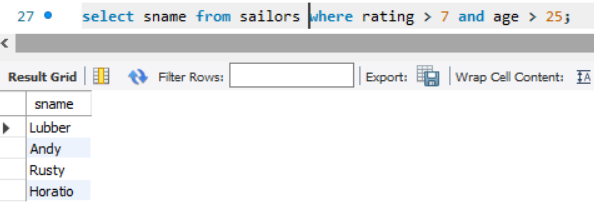 27 select sname from sailors where rating > 7 and age > 25;
Result Grid Filter Rows: Export: Wrap Cell Content: IA
sname
Lubber
Andy
Rusty
Horatio